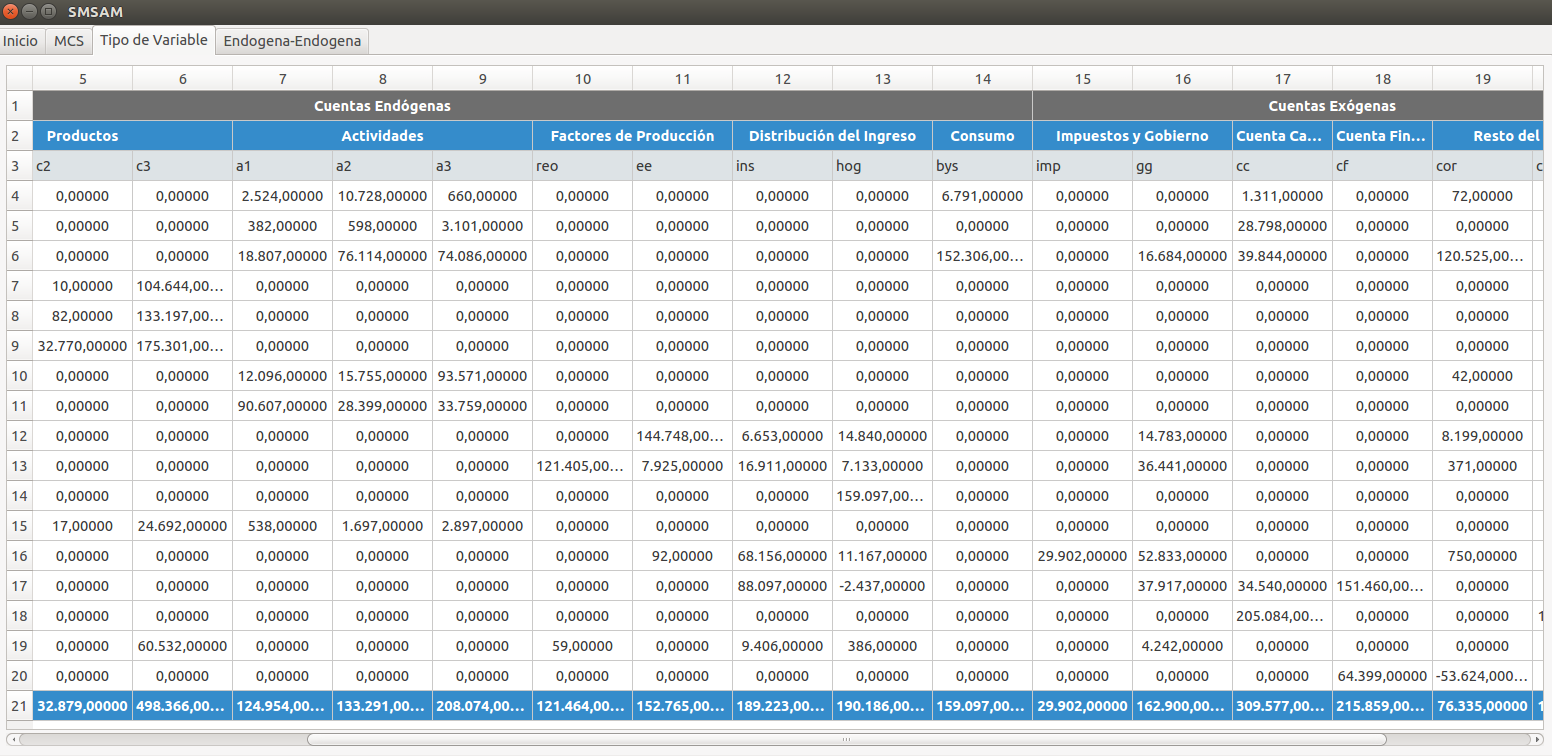 SMSAM
Inicio MCS Tipo de Variable Endogena-Endogena
5 6 7 8 9 10 11 12 13 14 15 16 17 18 19
1 Cuentas Endógenas Cuentas Exógenas
2 Productos Actividades Factores de Producción Distribución del Ingreso Consumo Impuestos y Gobierno Cuenta Ca... Cuenta Fin... Resto del
3 c2 c3 a1 a2 a3 reo ee ins hog bys imp gg cc cf cor c
4 0,00000 0,00000 2.524,00000 10.728,00000 660,00000 0,00000 0,00000 0,00000 0,00000 6.791,00000 0,00000 0,00000 1.311,00000 0,00000 72,00000
5 0,00000 0,00000 382,00000 598,00000 3.101,00000 0,00000 0,00000 0,00000 0,00000 0,00000 0,00000 0,00000 28.798,00000 0,00000 0,00000
6 0,00000 0,00000 18.807,00000 76.114,00000 74.086,00000 0,00000 0,00000 0,00000 0,00000 152.306,00... 0,00000 16.684,00000 39.844,00000 0,00000 120.525,00...
7 10,00000 104.644,00... 0,00000 0,00000 0,00000 0,00000 0,00000 0,00000 0,00000 0,00000 0,00000 0,00000 0,00000 0,00000 0,00000
8 82,00000 133.197,00... 0,00000 0,00000 0,00000 0,00000 0,00000 0,00000 0,00000 0,00000 0,00000 0,00000 0,00000 0,00000 0,00000
9 32.770,00000 175.301,00... 0,00000 0,00000 0,00000 0,00000 0,00000 0,00000 0,00000 0,00000 0,00000 0,00000 0,00000 0,00000 0,00000
10 0,00000 0,00000 12.096,00000 15.755,00000 93.571,00000 0,00000 0,00000 0,00000 0,00000 0,00000 0,00000 0,00000 0,00000 0,00000 42,00000
11 0,00000 0,00000 90.607,00000 28.399,00000 33.759,00000 0,00000 0,00000 0,00000 0,00000 0,00000 0,00000 0,00000 0,00000 0,00000 0,00000
12 0,00000 0,00000 0,00000 0,00000 0,00000 0,00000 144.748,00... 6.653,00000 14.840,00000 0,00000 0,00000 14.783,00000 0,00000 0,00000 8.199,00000
13 0,00000 0,00000 0,00000 0,00000 0,00000 121.405,00... 7.925,00000 16.911,00000 7.133,00000 0,00000 0,00000 36.441,00000 0,00000 0,00000 371,00000
14 0,00000 0,00000 0,00000 0,00000 0,00000 0,00000 0,00000 0,00000 159.097,00... 0,00000 0,00000 0,00000 0,00000 0,00000 0,00000
15 17,00000 24.692,00000 538,00000 1.697,00000 2.897,00000 0,00000 0,00000 0,00000 0,00000 0,00000 0,00000 0,00000 0,00000 0,00000 0,00000
16 0,00000 0,00000 0,00000 0,00000 0,00000 0,00000 92,00000 68.156,00000 11.167,00000 0,00000 29.902,00000 52.833,00000 0,00000 0,00000 750,00000
17 0,00000 0,00000 0,00000 0,00000 0,00000 0,00000 0,00000 88.097,00000 -2.437,00000 0,00000 0,00000 37.917,00000 34.540,00000 151.460,00... 0,00000
18 0,00000 0,00000 0,00000 0,00000 0,00000 0,00000 0,00000 0,00000 0,00000 0,00000 0,00000 0,00000 205.084,00... 0,00000 0,00000 1
19 0,00000 60.532,00000 0,00000 0,00000 0,00000 59,00000 0,00000 9.406,00000 386,00000 0,00000 0,00000 4.242,00000 0,00000 0,00000 0,00000
20 0,00000 0,00000 0,00000 0,00000 0,00000 0,00000 0,00000 0,00000 0,00000 0,00000 0,00000 0,00000 0,00000 64.399,00000 -53.624,000...
21 32.879,00000 498.366,00... 124.954,00... 133.291,00... 208.074,00... 121.464,00... 152.765,00... 189.223,00... 190.186,00... 159.097,00... 29.902,00000 162.900,00... 309.577,00... 215.859,00... 76.335,00000 1